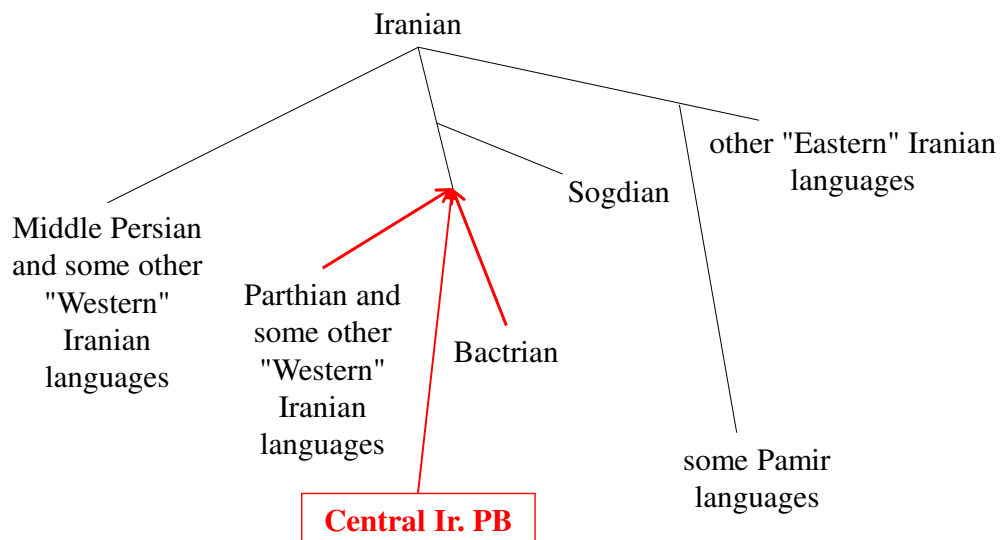 Iranian
other "Eastern" Iranian
languages
Sogdian
Middle Persian
and some other
"Western"
Iranian
languages
Parthian and
some other
"Western"
Iranian
languages
Bactrian
some Pamir
languages
Central Ir. PB